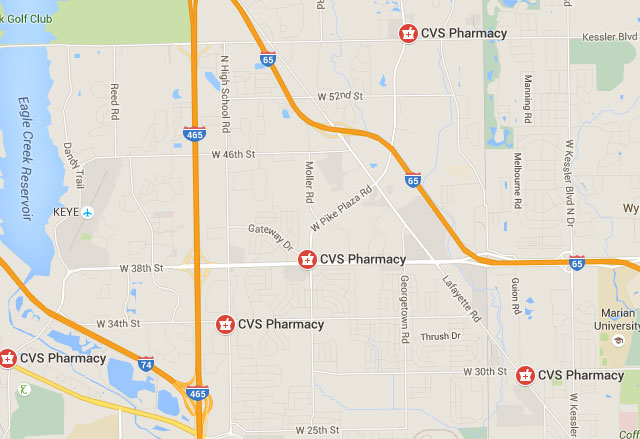 k Golf Club
CVS Pharmacy
Kessler Blvd
65
N High School Rd
Reed Rd
Manning Rd
W 52nd St
Eagle Creek Reservoir
465
W Kessler Blvd N Dr
Dandy Trail
W 46th St
Moller Rd
Melbourne Rd
65
W Pike Plaza Rd
KEYE
Wy
Gateway Dr
CVS Pharmacy
W 38th St
65
Georgetown Rd
Lafayette Rd
Guion Rd
Marian
University
W 34th St
CVS Pharmacy
Thrush Dr
CVS Pharmacy
74
W 30th St
CVS Pharmacy
465
W Kessler
W 25th St
Coff